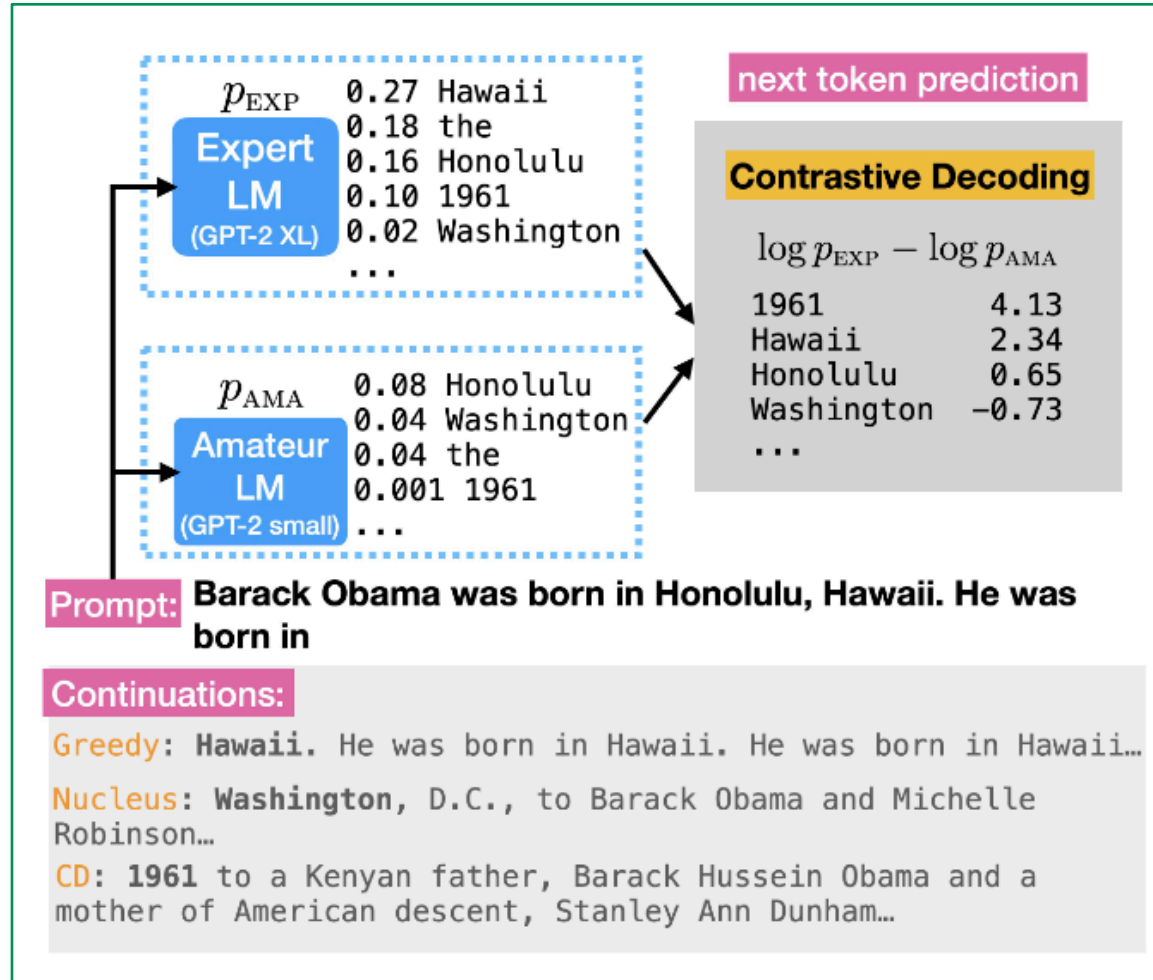 p_EXP
Expert
LM
(GPT-2 XL)
0.27 Hawaii
0.18 the
0.16 Honolulu
0.10 1961
0.02 Washington
...
p_AMA
Amateur
LM
(GPT-2 small)
0.08 Honolulu
0.04 Washington
0.04 the
0.001 1961
...
next token prediction
Contrastive Decoding
log p_EXP − log p_AMA
1961 4.13
Hawaii 2.34
Honolulu 0.65
Washington −0.73
...
Prompt: Barack Obama was born in Honolulu, Hawaii. He was
born in
Continuations:
Greedy: Hawaii. He was born in Hawaii. He was born in Hawaii…
Nucleus: Washington, D.C., to Barack Obama and Michelle
Robinson…
CD: 1961 to a Kenyan father, Barack Hussein Obama and a
mother of American descent, Stanley Ann Dunham…